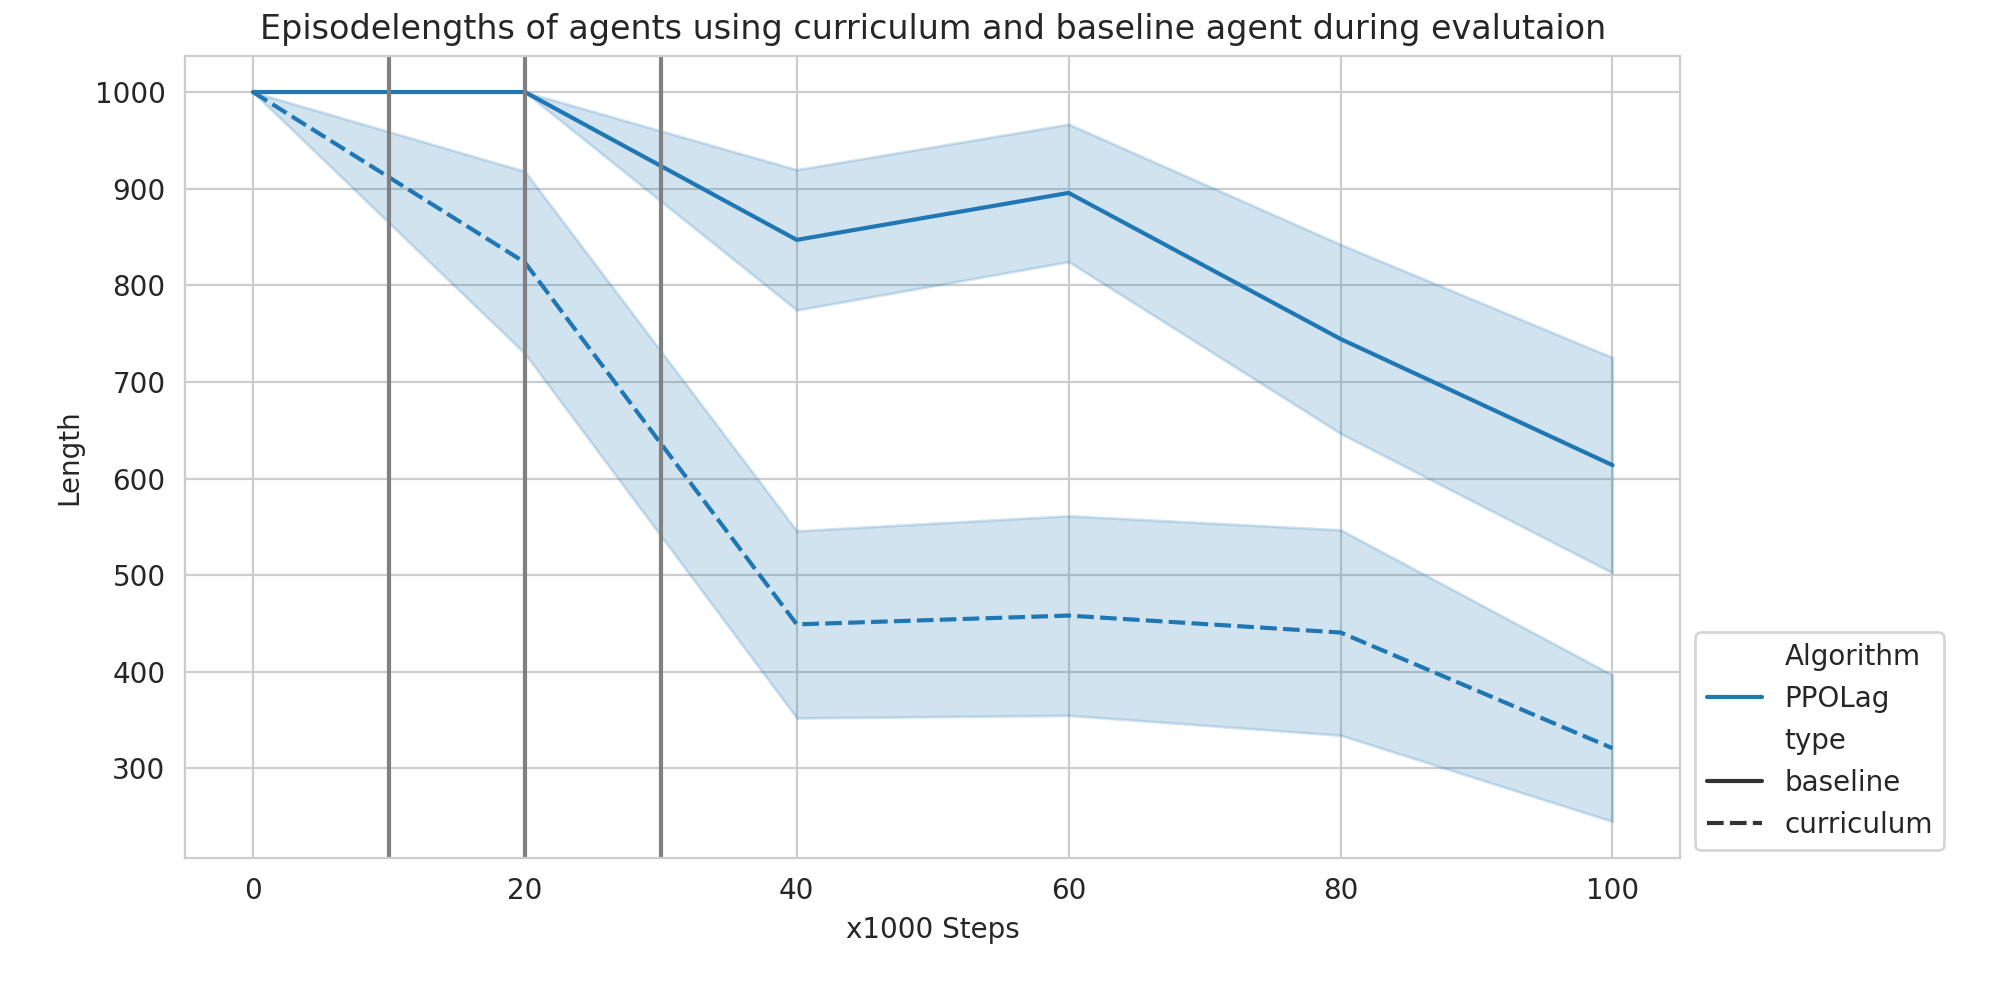 Episodelengths of agents using curriculum and baseline agent during evalutaion
1000
900
800
700
600
500
400
300
Length
0 20 40 60 80 100
x1000 Steps
Algorithm
PPOLag
type
baseline
curriculum